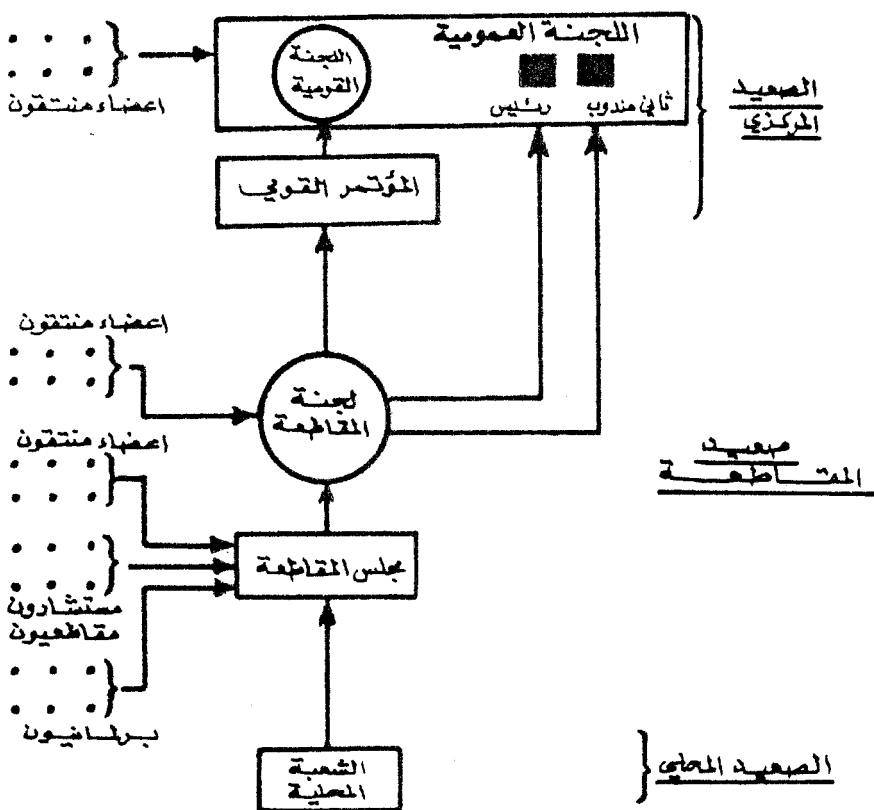 اللجنة العمومية
اللجنة
القومية
رئيس
ثاني مندوب
الصعيد
المركزي
اعضاء منتقون
المؤتمر القومي
اعضاء منتقون
لجنة
المقاطعة
اعضاء منتقون
صعيد
المقاطعة
مجلس المقاطعة
مستشارون
مقاطعيون
برلمانيون
الشعبة
المحلية
الصعيد المحلي